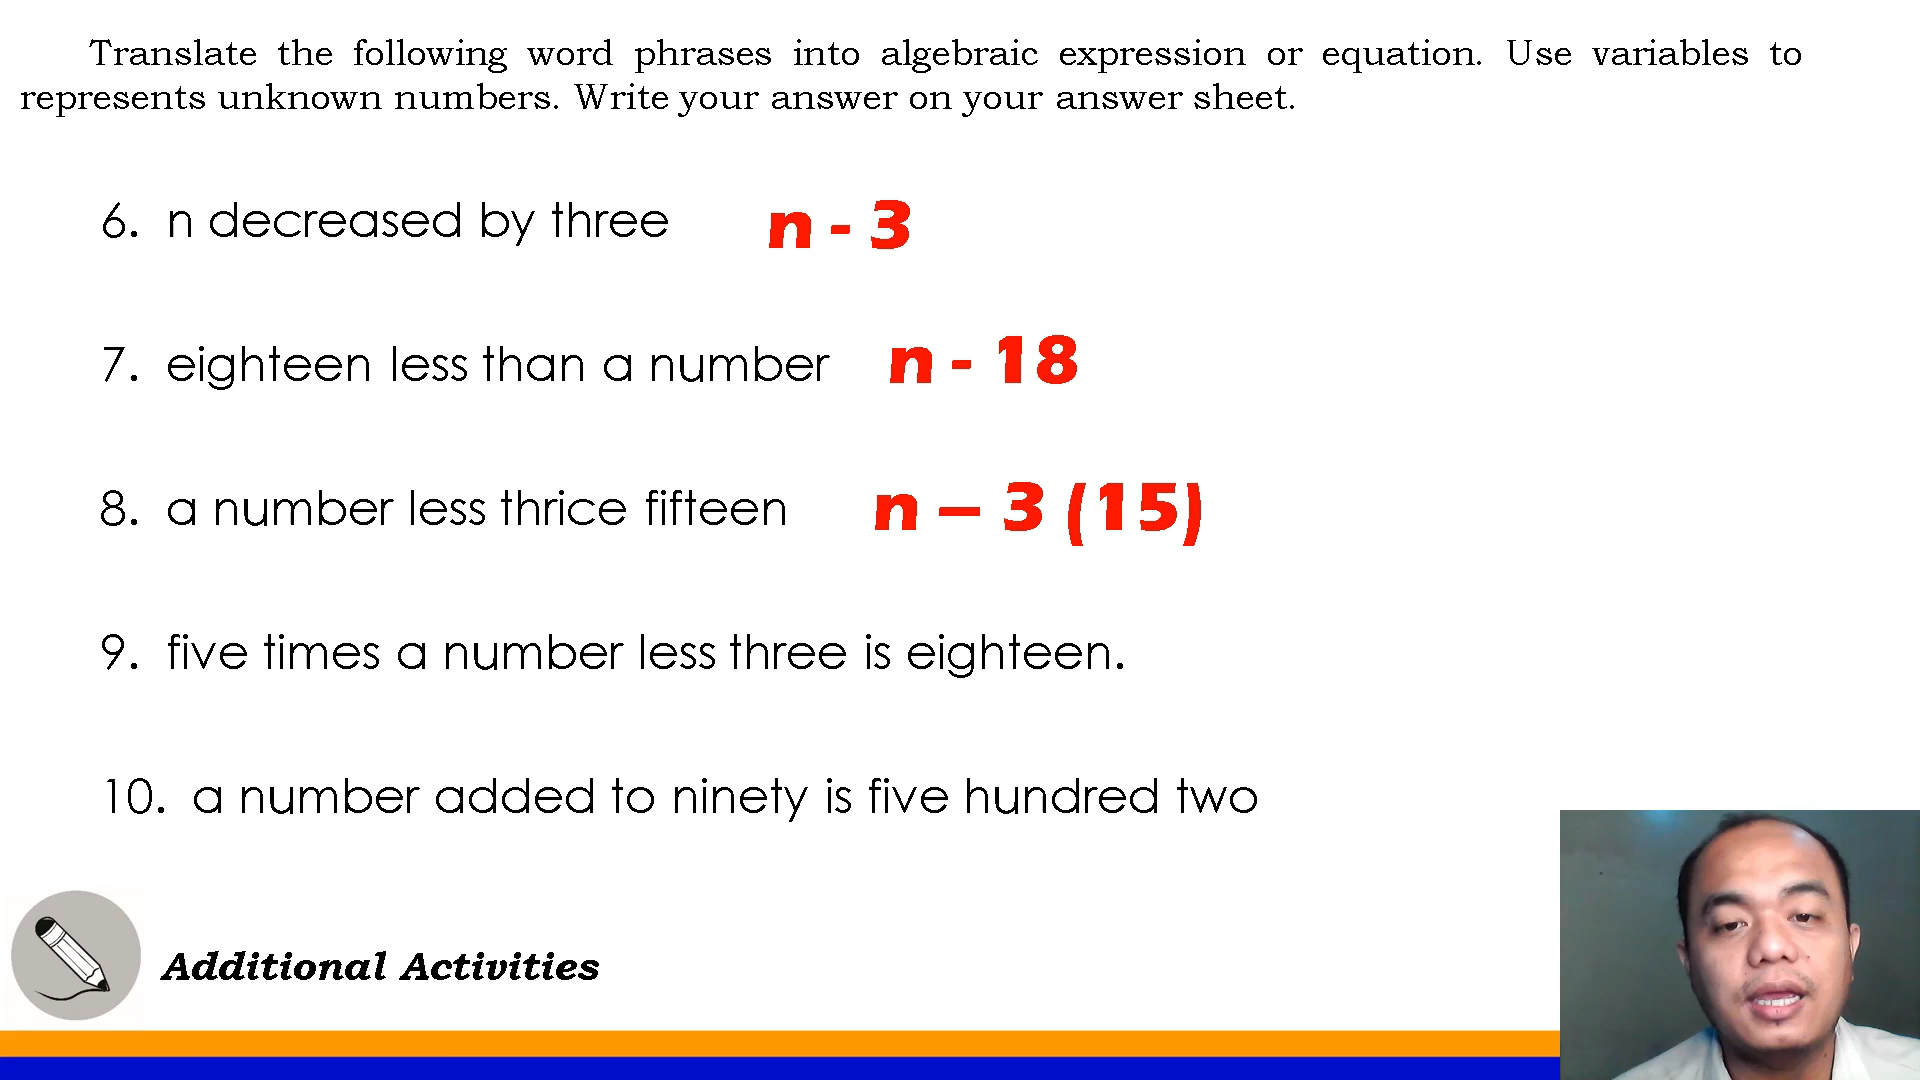 Translate the following word phrases into algebraic expression or equation. Use variables to
represents unknown numbers. Write your answer on your answer sheet.
6. n decreased by three n - 3
7. eighteen less than a number n - 18
8. a number less thrice fifteen n – 3 (15)
9. five times a number less three is eighteen.
10. a number added to ninety is five hundred two
Additional Activities